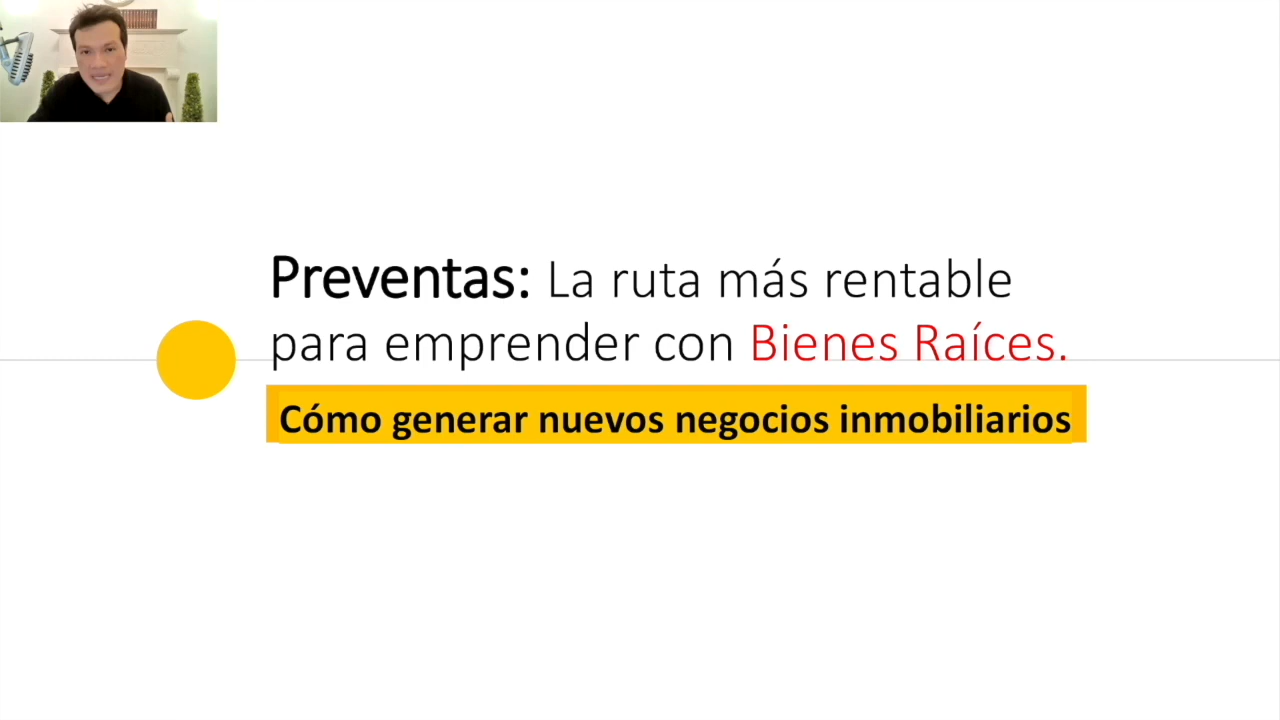 Preventas: La ruta más rentable
para emprender con Bienes Raíces.
Cómo generar nuevos negocios inmobiliarios